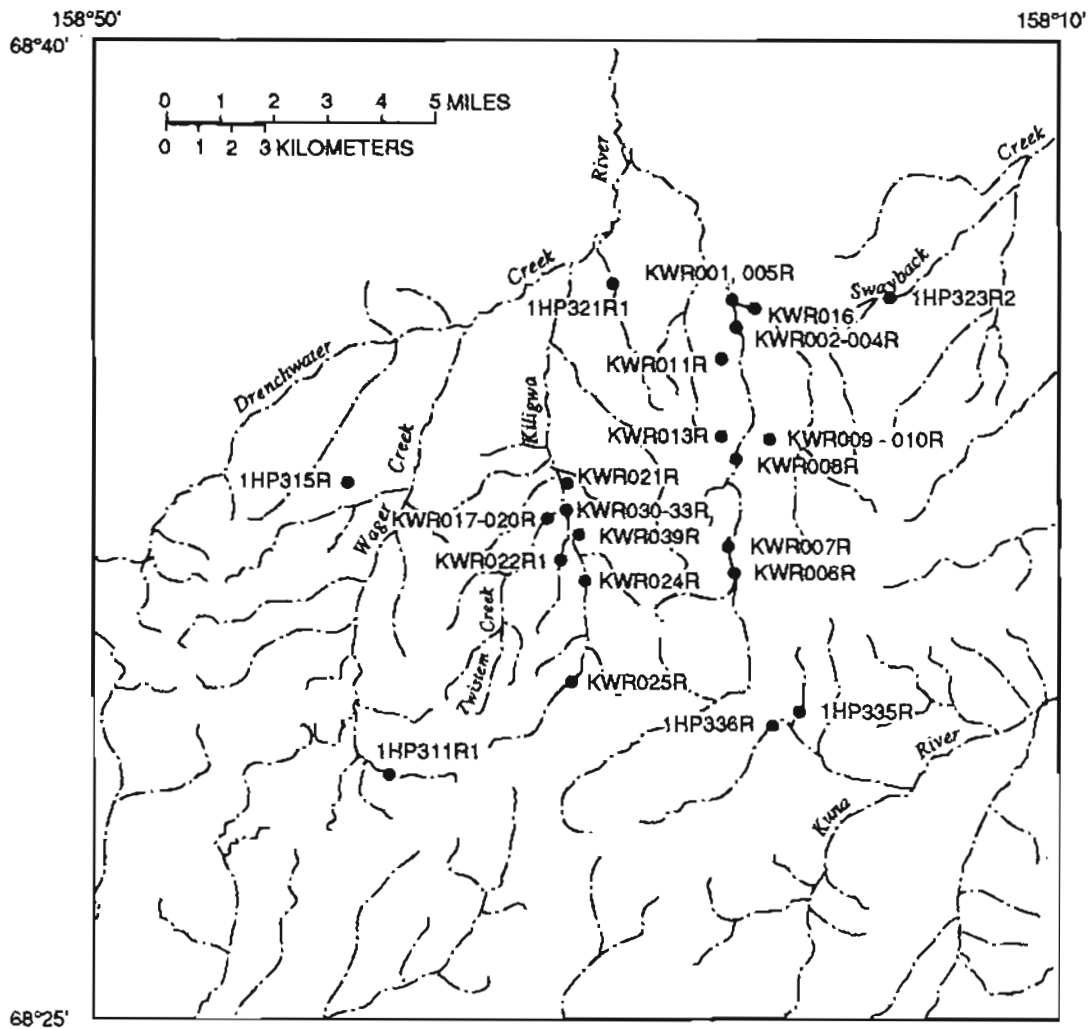 158°50'
158°10'
68°40'
0 1 2 3 4 5 MILES
0 1 2 3 KILOMETERS
River
Creek
Creek
KWR001, 005R
Swayback
1HP323R2
1HP321R1
KWR016
KWR002-004R
Drenchwater
KWR011R
Kiligwa
Creek
KWR013R
KWR009-010R
KWR008R
1HP315R
KWR021R
Wager
KWR017-020R
KWR030-33R
KWR039R
KWR007R
KWR022R1
KWR024R
KWR006R
Creek
Twistem
KWR025R
1HP336R
1HP335R
River
1HP311R1
Kuna
68°25'